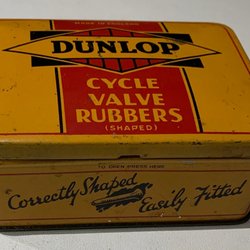 MADE IN ENGLAND
DUNLOP
CYCLE
VALVE
RUBBERS
(SHAPED)
TO OPEN PRESS HERE
Correctly Shaped
Easily Fitted